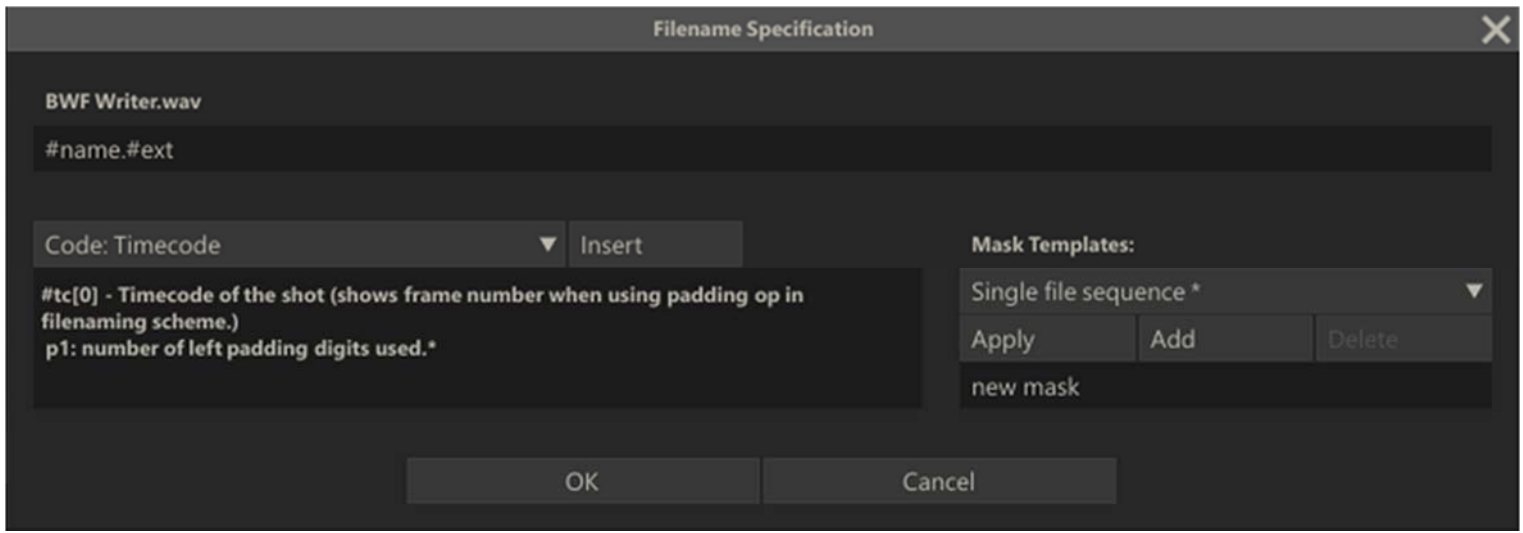 Filename Specification
BWF Writer.wav
#name.#ext
Code: Timecode
Insert
#tc[0] - Timecode of the shot (shows frame number when using padding op in
filenaming scheme.)
p1: number of left padding digits used.*
Mask Templates:
Single file sequence *
Apply
Add
Delete
new mask
OK
Cancel